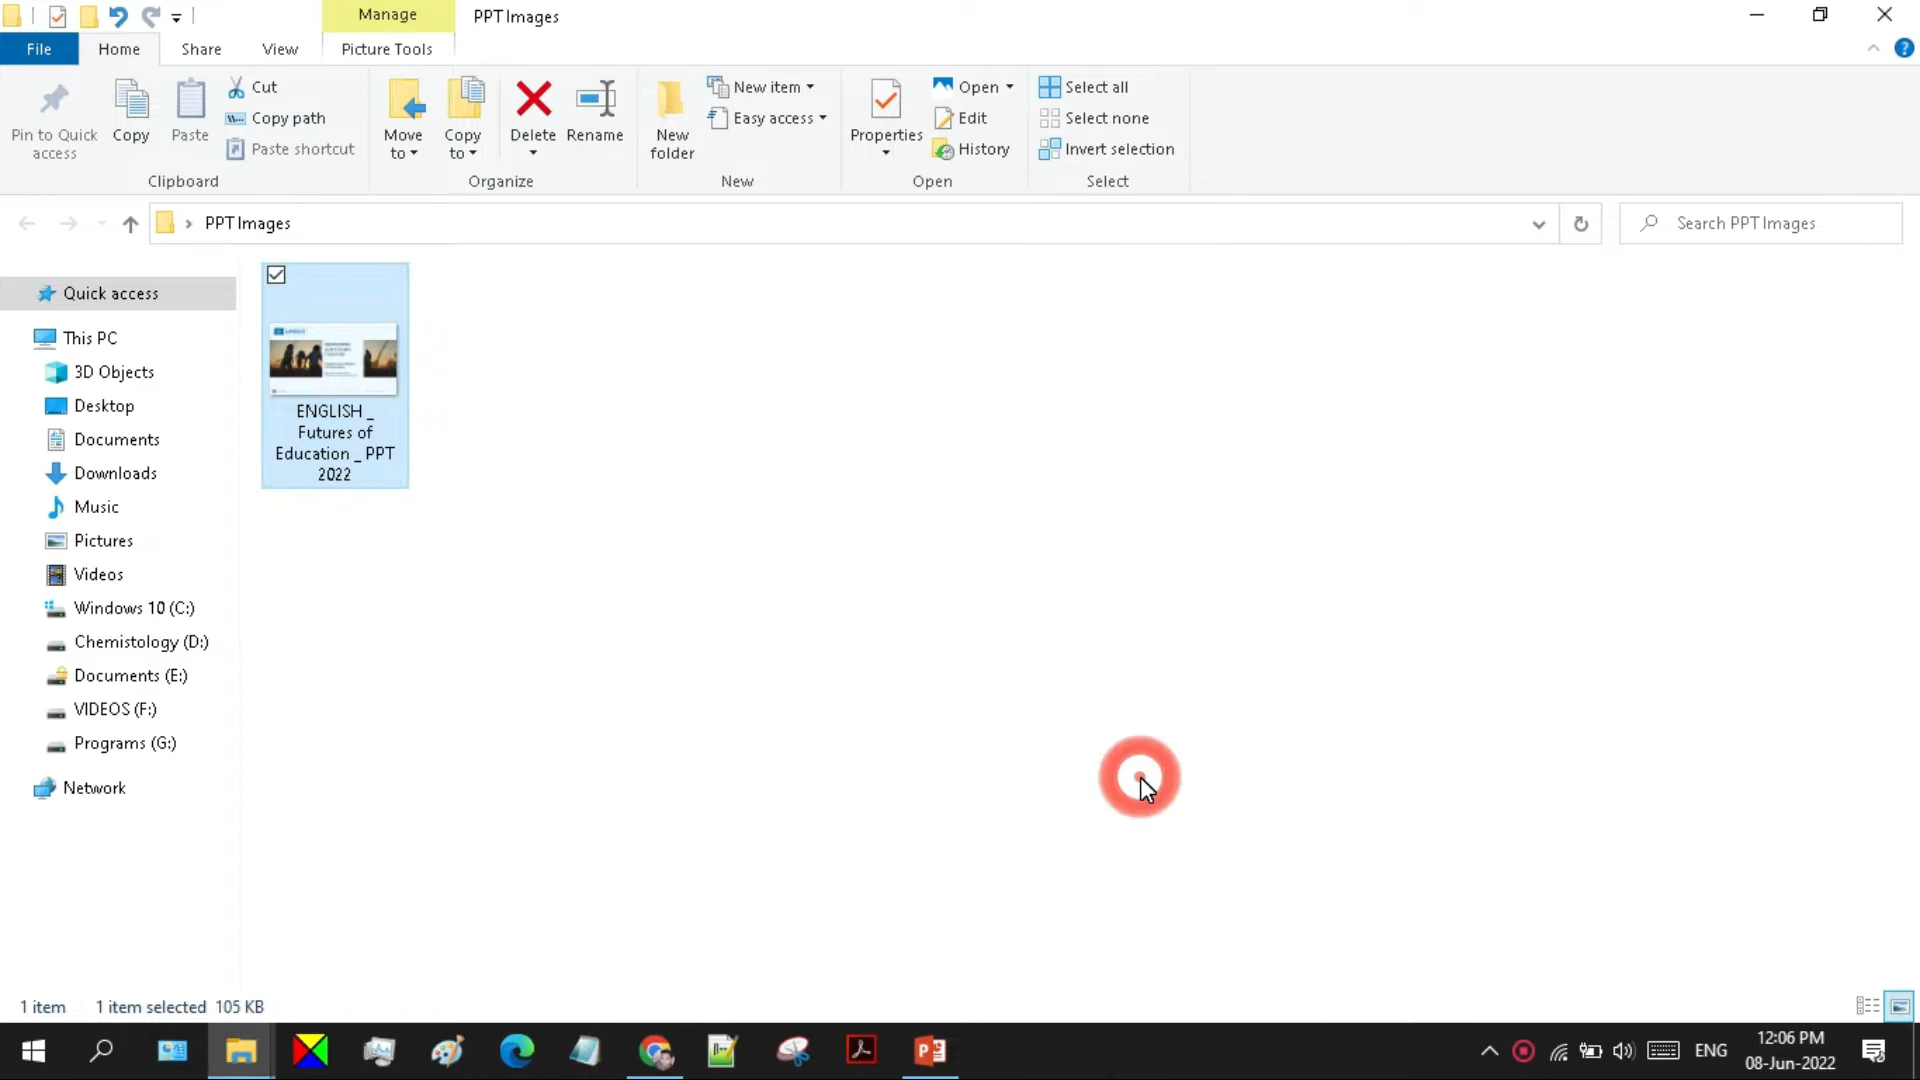 Manage
PPT Images
File
Home
Share
View
Picture Tools
Pin to Quick
access
Copy
Paste
Cut
Copy path
Paste shortcut
Clipboard
Move
to
Copy
to
Delete
Rename
Organize
New
folder
New item
Easy access
New
Properties
Open
Edit
History
Open
Select all
Select none
Invert selection
Select
PPT Images
Search PPT Images
Quick access
This PC
3D Objects
Desktop
Documents
Downloads
Music
Pictures
Videos
Windows 10 (C:)
Chemistology (D:)
Documents (E:)
VIDEOS (F:)
Programs (G:)
Network
ENGLISH _
Futures of
Education _ PPT
2022
1 item
1 item selected 105 KB
ENG
12:06 PM
08-Jun-2022